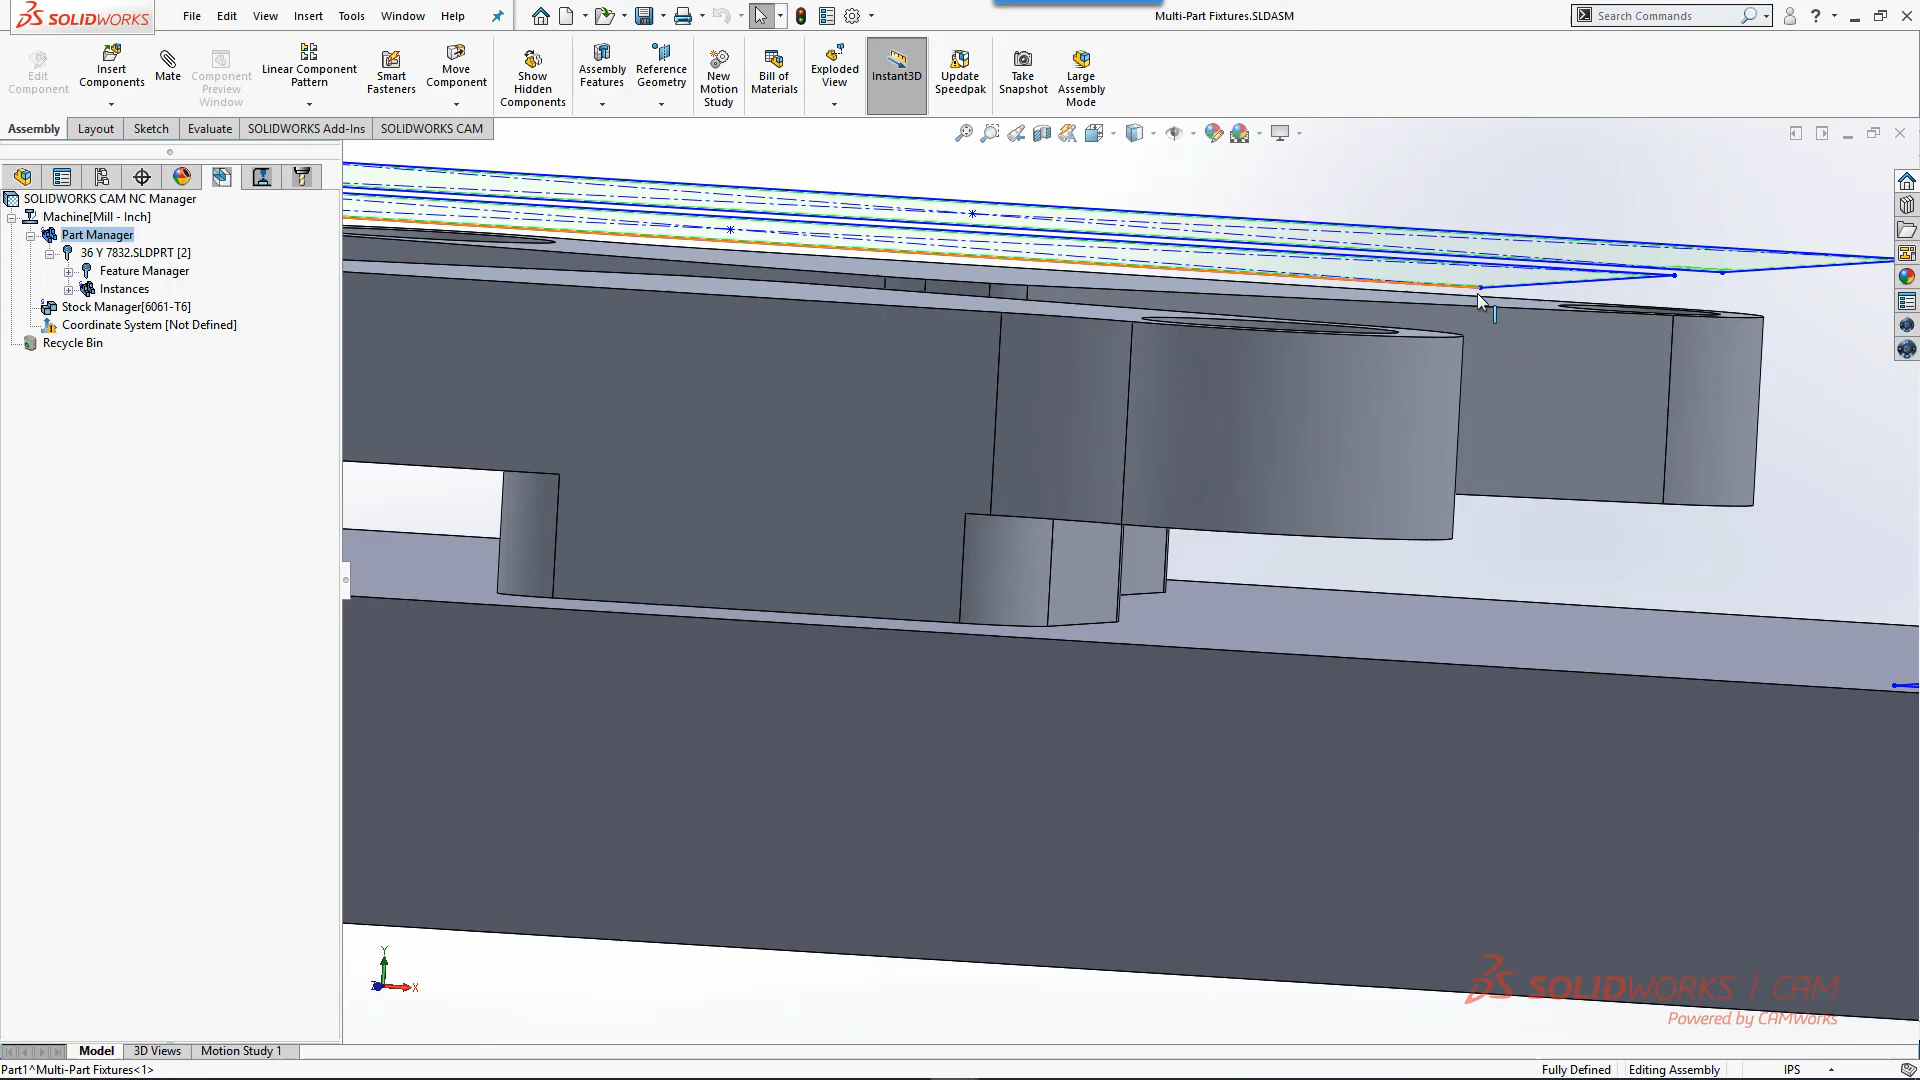 SOLIDWORKS File Edit View Insert Tools Window Help Multi-Part Fixtures.SLDASM Search Commands ?
Edit Component
Insert Components
Mate
Component Preview Window
Linear Component Pattern
Smart Fasteners
Move Component
Show Hidden Components
Assembly Features
Reference Geometry
New Motion Study
Bill of Materials
Exploded View
Instant3D
Update Speedpak
Take Snapshot
Large Assembly Mode
Assembly Layout Sketch Evaluate SOLIDWORKS Add-Ins SOLIDWORKS CAM
SOLIDWORKS CAM NC Manager
Machine[Mill - Inch]
Part Manager
36 Y 7832.SLDPRT [2]
Feature Manager
Instances
Stock Manager[6061-T6]
Coordinate System [Not Defined]
Recycle Bin
Y
Z X
SOLIDWORKS | CAM
Powered by CAMWorks
Model 3D Views Motion Study 1
Part1^Multi-Part Fixtures<1> Fully Defined Editing Assembly IPS